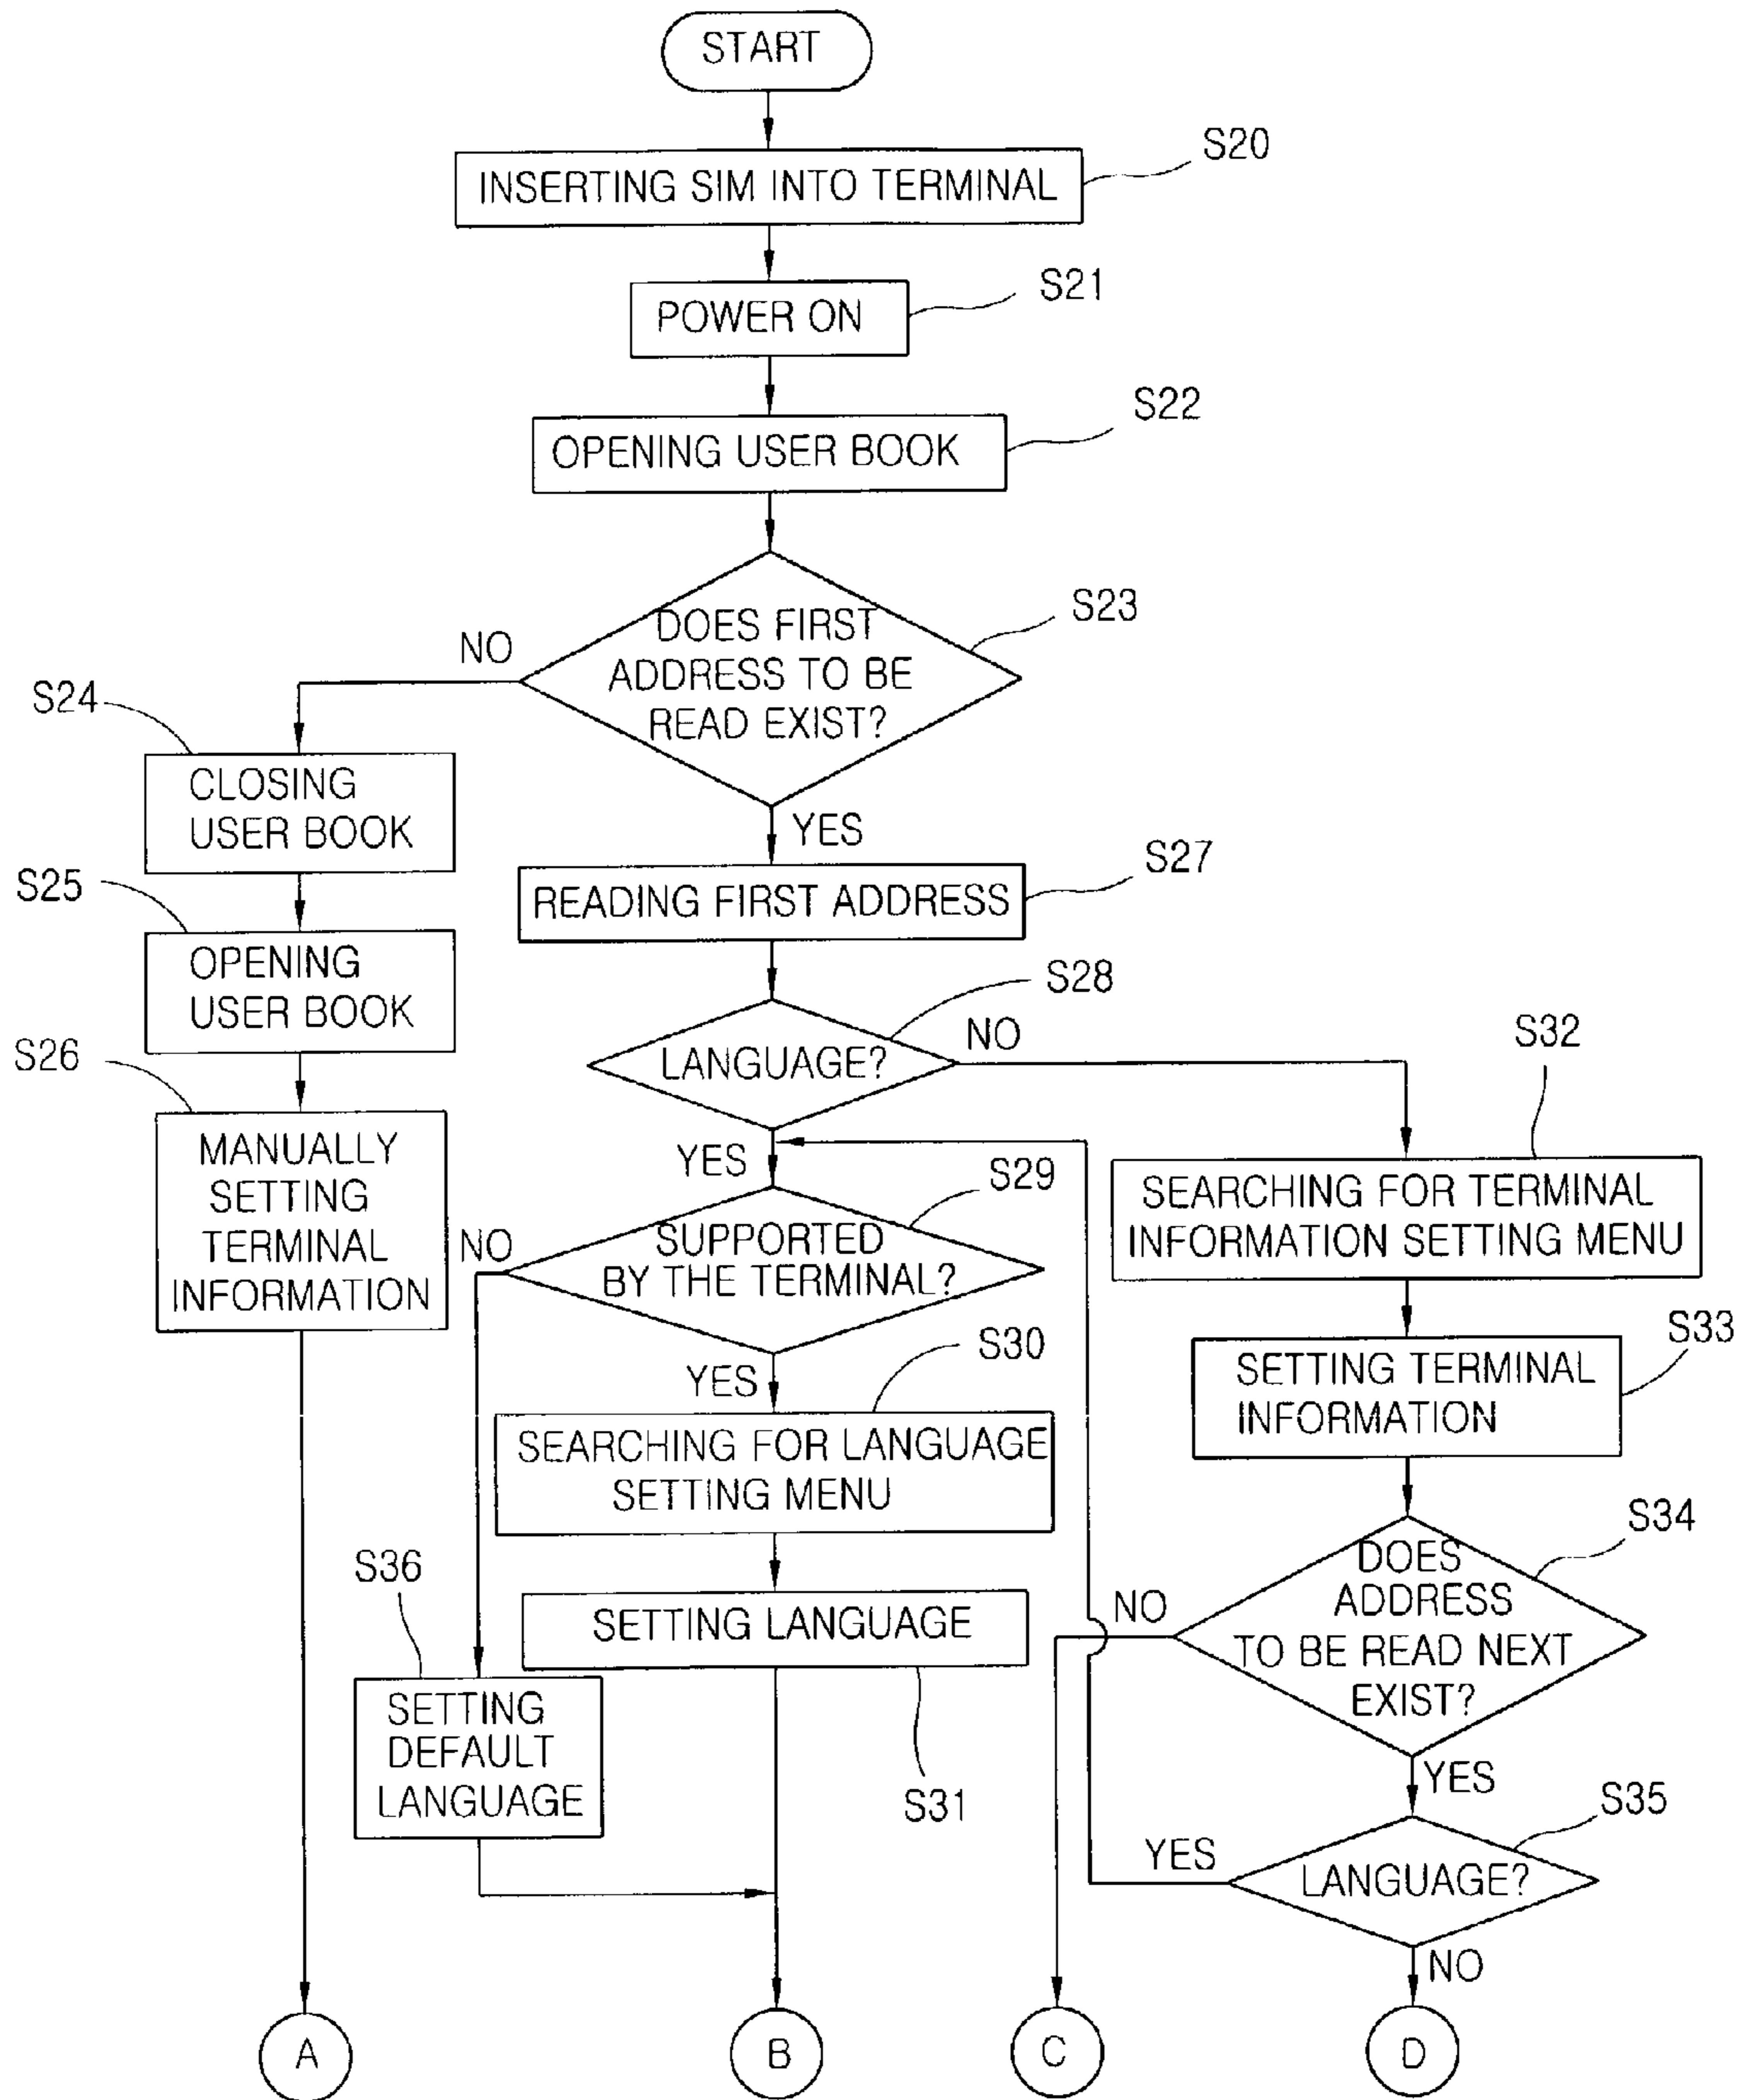 START
S20
INSERTING SIM INTO TERMINAL
S21
POWER ON
S22
OPENING USER BOOK
S23
DOES FIRST
ADDRESS TO BE
READ EXIST?
NO
YES
S24
CLOSING
USER BOOK
S25
OPENING
USER BOOK
S26
MANUALLY
SETTING
TERMINAL
INFORMATION
S27
READING FIRST ADDRESS
S28
LANGUAGE?
NO
YES
S29
SUPPORTED
BY THE TERMINAL?
NO
YES
S30
SEARCHING FOR LANGUAGE
SETTING MENU
S31
SETTING LANGUAGE
S36
SETTING
DEFAULT
LANGUAGE
S32
SEARCHING FOR TERMINAL
INFORMATION SETTING MENU
S33
SETTING TERMINAL
INFORMATION
S34
DOES
ADDRESS
TO BE READ NEXT
EXIST?
NO
YES
S35
LANGUAGE?
YES
NO
A
B
C
D